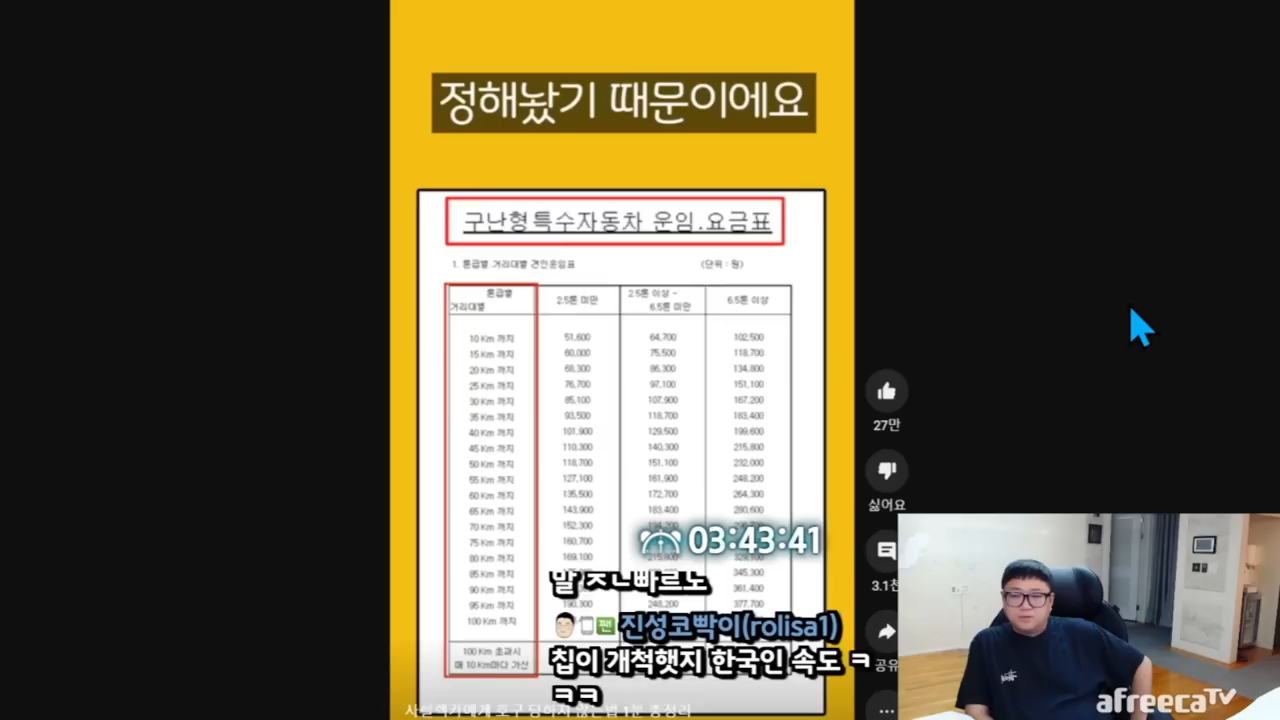 정해놨기 때문이에요
구난형 특수자동차 운임.요금표
1. 톤급별 거리대별 견인운임표 (단위 : 원)
톤급별 거리대별 2.5톤 미만 2.5톤 이상 ~ 6.5톤 미만 6.5톤 이상
10 Km 까지 51,600 64,700 102,500
15 Km 까지 60,000 75,500 118,700
20 Km 까지 68,300 86,300 134,800
25 Km 까지 76,700 97,100 151,100
30 Km 까지 85,100 107,900 167,200
35 Km 까지 93,500 118,700 183,400
40 Km 까지 101,900 129,500 199,600
45 Km 까지 110,300 140,300 215,800
50 Km 까지 118,700 151,100 232,000
55 Km 까지 127,100 161,900 248,200
60 Km 까지 135,500 172,700 264,300
65 Km 까지 143,900 183,400 280,600
70 Km 까지 152,300
75 Km 까지 160,700
80 Km 까지 169,100 215,800
85 Km 까지 345,300
90 Km 까지 361,400
95 Km 까지 190,300 248,200 377,700
100 Km 까지
100 Km 초과시
매 10 Km마다 가산
03:43:41
말 ㅈㄴ빠르노
진성코빡이(rolisa1)
칩이 개척햇지 한국인 속도 ㅋ
ㅋㅋ
27만
싫어요
3.1천
공유
afreecaTV